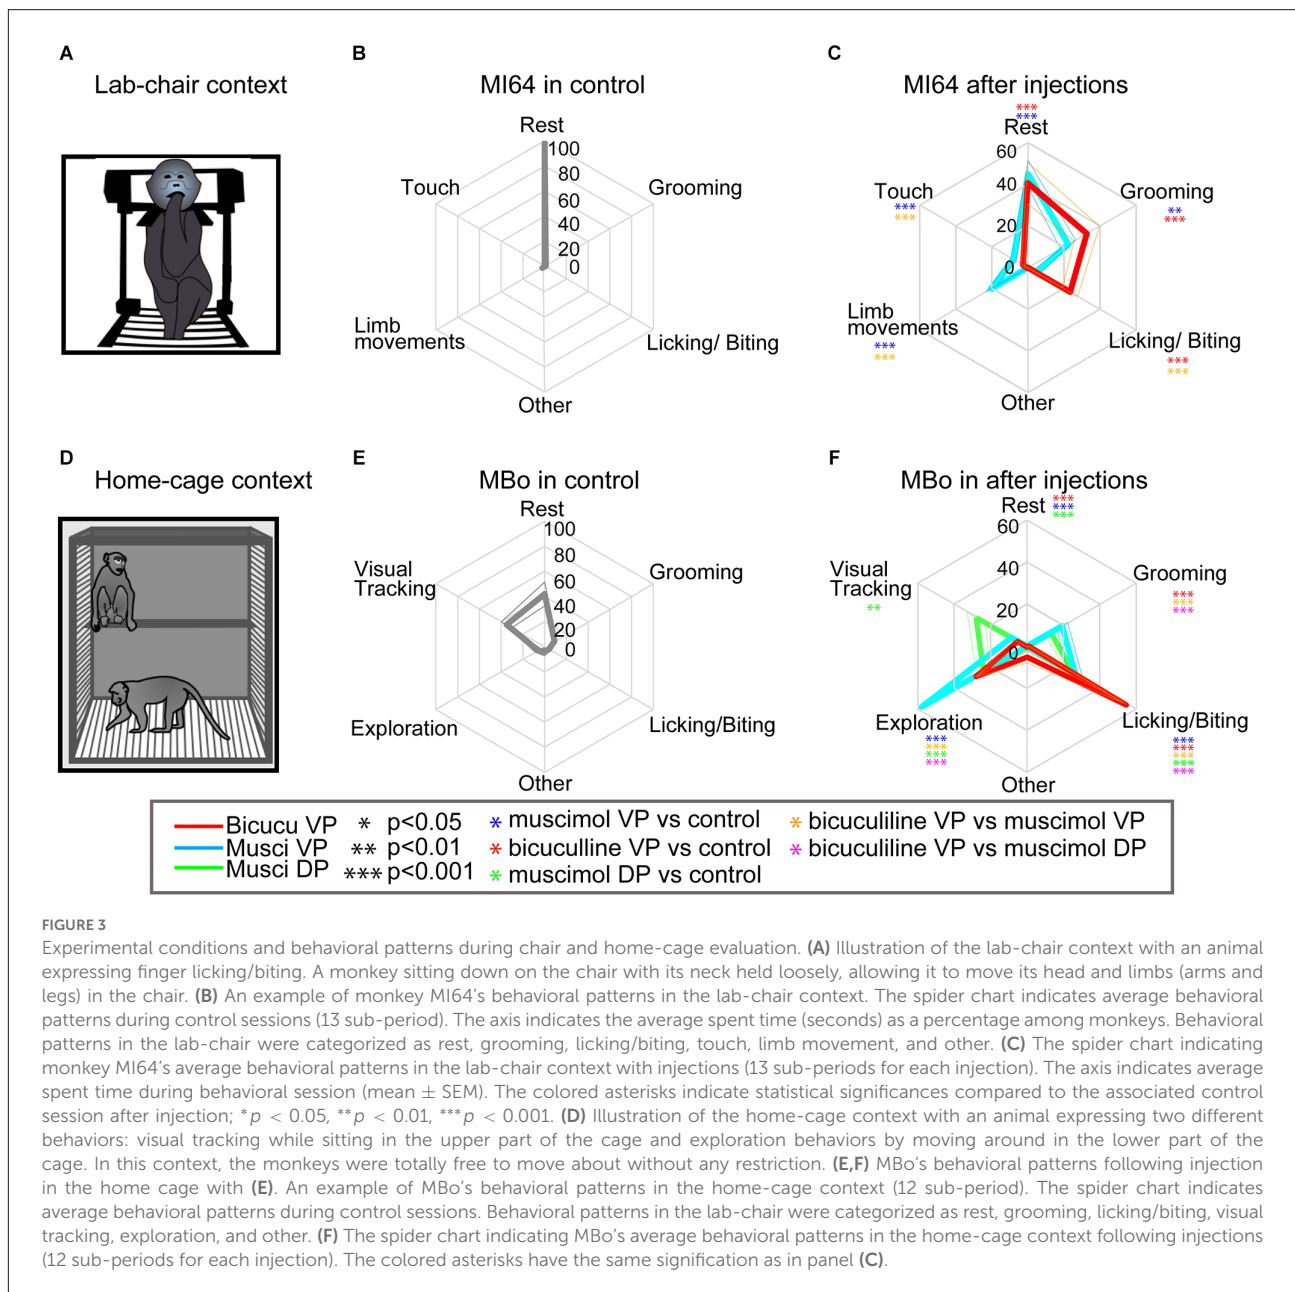 A
Lab-chair context
B
MI64 in control
Rest
100
80
60
40
20
0
Touch
Grooming
Limb
movements
Licking/ Biting
Other
C
MI64 after injections
***
***
Rest
60
40
20
0
Touch
***
***
Grooming
**
***
Limb
movements
***
***
Licking/ Biting
***
***
Other
D
Home-cage context
E
MBo in control
Rest
100
80
60
40
20
0
Visual
Tracking
Grooming
Exploration
Licking/Biting
Other
F
MBo in after injections
Rest
***
***
***
60
40
20
0
Visual
Tracking
**
Grooming
***
***
***
Exploration
***
***
***
***
Licking/Biting
***
***
***
***
***
Other
Bicucu VP
Musci VP
Musci DP
* p<0.05
** p<0.01
*** p<0.001
* muscimol VP vs control
* bicuculline VP vs control
* muscimol DP vs control
* bicuculiline VP vs muscimol VP
* bicuculiline VP vs muscimol DP
FIGURE 3
Experimental conditions and behavioral patterns during chair and home-cage evaluation. (A) Illustration of the lab-chair context with an animal
expressing finger licking/biting. A monkey sitting down on the chair with its neck held loosely, allowing it to move its head and limbs (arms and
legs) in the chair. (B) An example of monkey MI64's behavioral patterns in the lab-chair context. The spider chart indicates average behavioral
patterns during control sessions (13 sub-period). The axis indicates the average spent time (seconds) as a percentage among monkeys. Behavioral
patterns in the lab-chair were categorized as rest, grooming, licking/biting, touch, limb movement, and other. (C) The spider chart indicating
monkey MI64's average behavioral patterns in the lab-chair context with injections (13 sub-periods for each injection). The axis indicates average
spent time during behavioral session (mean ± SEM). The colored asterisks indicate statistical significances compared to the associated control
session after injection; *p < 0.05, **p < 0.01, ***p < 0.001. (D) Illustration of the home-cage context with an animal expressing two different
behaviors: visual tracking while sitting in the upper part of the cage and exploration behaviors by moving around in the lower part of the
cage. In this context, the monkeys were totally free to move about without any restriction. (E,F) MBo's behavioral patterns following injection
in the home cage with (E). An example of MBo's behavioral patterns in the home-cage context (12 sub-period). The spider chart indicates
average behavioral patterns during control sessions. Behavioral patterns in the lab-chair were categorized as rest, grooming, licking/biting, visual
tracking, exploration, and other. (F) The spider chart indicating MBo's average behavioral patterns in the home-cage context following injections
(12 sub-periods for each injection). The colored asterisks have the same signification as in panel (C).